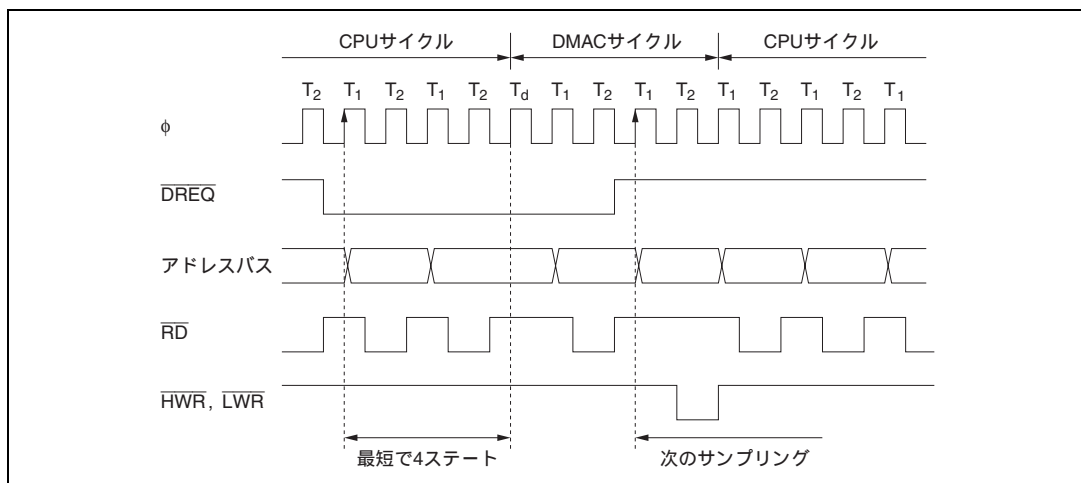 CPUサイクル DMACサイクル CPUサイクル
T2 T1 T2 T1 T2 Td T1 T2 T1 T2 T1 T2 T1
φ
DREQ
アドレスバス
RD
HWR, LWR
最短で4ステート 次のサンプリング